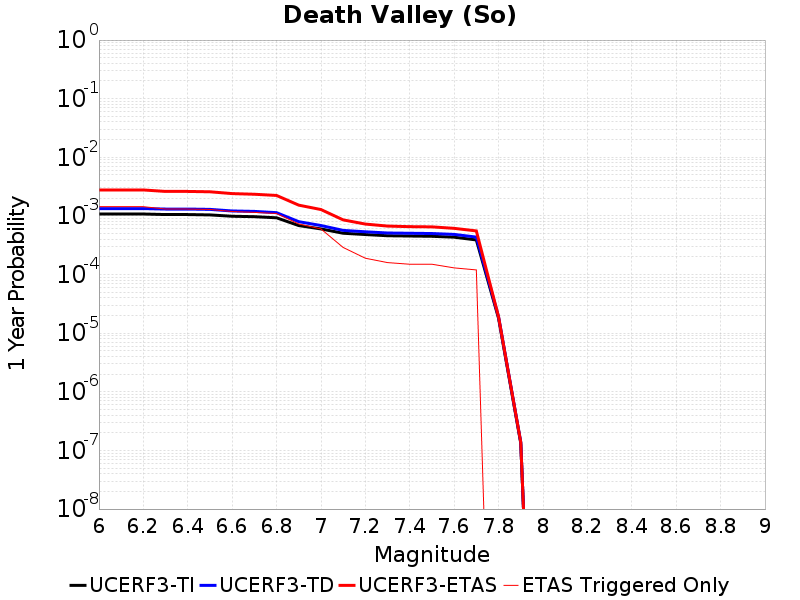 Death Valley (So)
1 Year Probability
10^0
10^-1
10^-2
10^-3
10^-4
10^-5
10^-6
10^-7
10^-8
6 6.2 6.4 6.6 6.8 7 7.2 7.4 7.6 7.8 8 8.2 8.4 8.6 8.8 9
Magnitude
UCERF3-TI UCERF3-TD UCERF3-ETAS ETAS Triggered Only